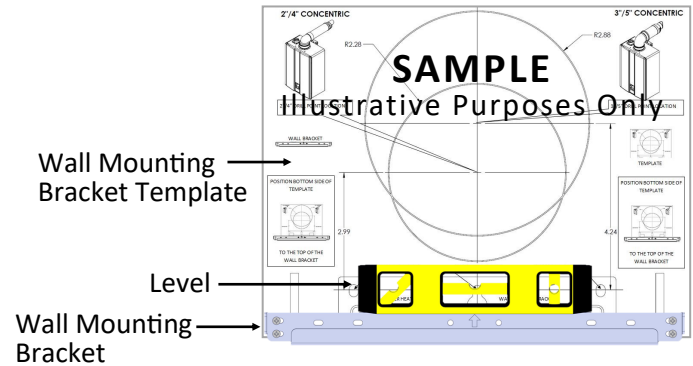 2"/4" CONCENTRIC
3"/5" CONCENTRIC
R2.28
R2.88
SAMPLE
Illustrative Purposes Only
WALL BRACKET
TEMPLATE
Wall Mounting
Bracket Template
POSITION BOTTOM SIDE OF
TEMPLATE
TO THE TOP OF THE
WALL BRACKET
POSITION BOTTOM SIDE OF
TEMPLATE
TO THE TOP OF THE
WALL BRACKET
2.99
4.24
Level
Wall Mounting
Bracket